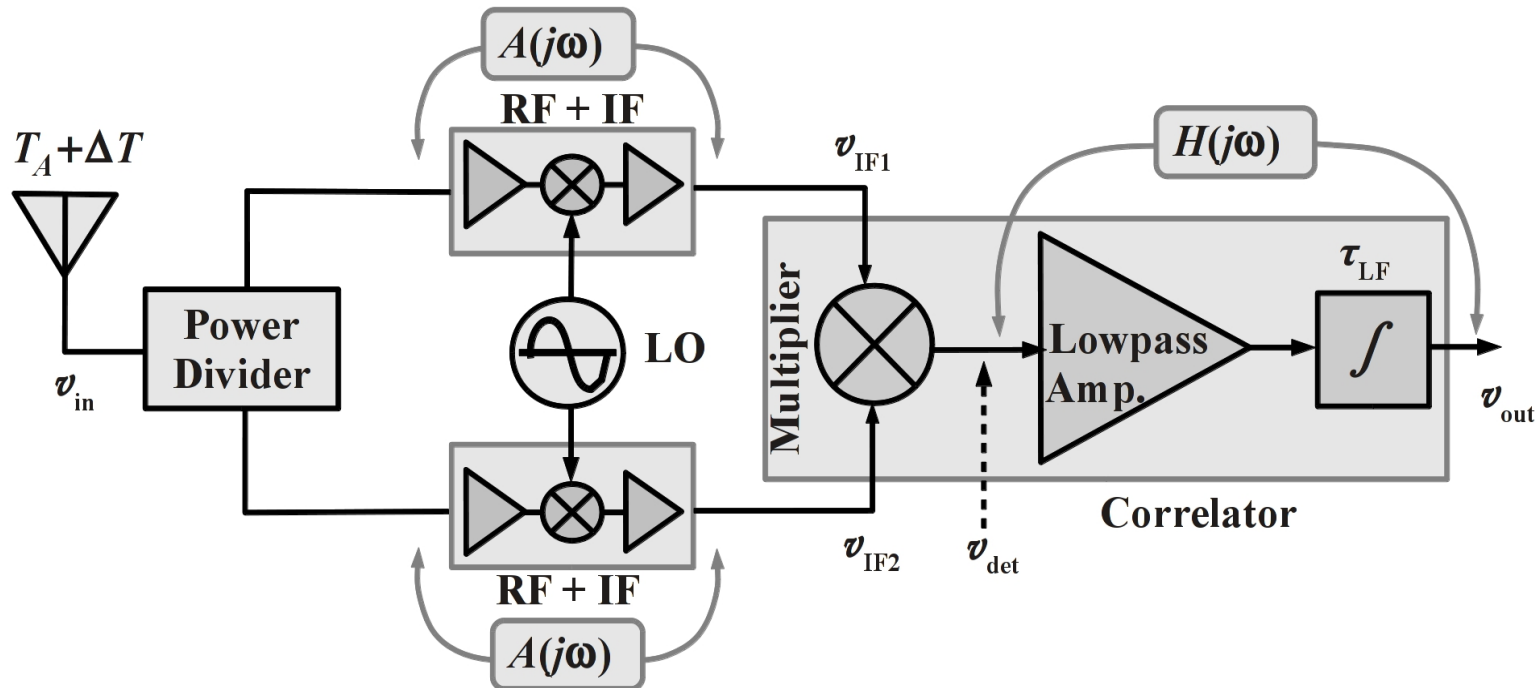 A(jω)
RF + IF
T_A+ΔT
v_IF1
H(jω)
τ_LF
Power
Divider
v_in
LO
Multiplier
Lowpass
Amp.
∫
v_out
Correlator
v_IF2
v_det
RF + IF
A(jω)